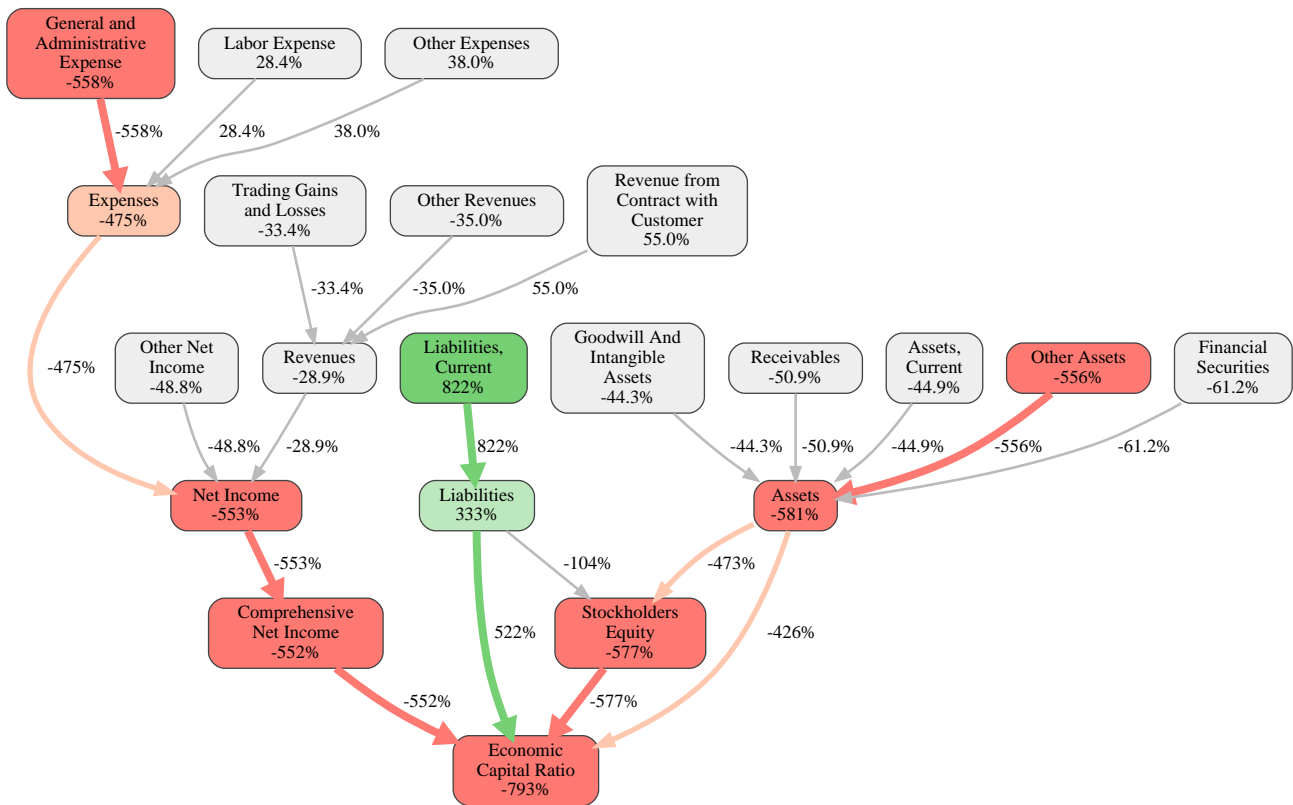 General and
Administrative
Expense
-558%
Labor Expense
28.4%
Other Expenses
38.0%
-558%
28.4%
38.0%
Expenses
-475%
Trading Gains
and Losses
-33.4%
Other Revenues
-35.0%
Revenue from
Contract with
Customer
55.0%
-33.4%
-35.0%
55.0%
-475%
Other Net
Income
-48.8%
Revenues
-28.9%
Liabilities,
Current
822%
Goodwill And
Intangible
Assets
-44.3%
Receivables
-50.9%
Assets,
Current
-44.9%
Other Assets
-556%
Financial
Securities
-61.2%
-48.8%
-28.9%
822%
-44.3%
-50.9%
-44.9%
-556%
-61.2%
Net Income
-553%
Liabilities
333%
Assets
-581%
-553%
-104%
-473%
Comprehensive
Net Income
-552%
522%
Stockholders
Equity
-577%
-426%
-552%
-577%
Economic
Capital Ratio
-793%